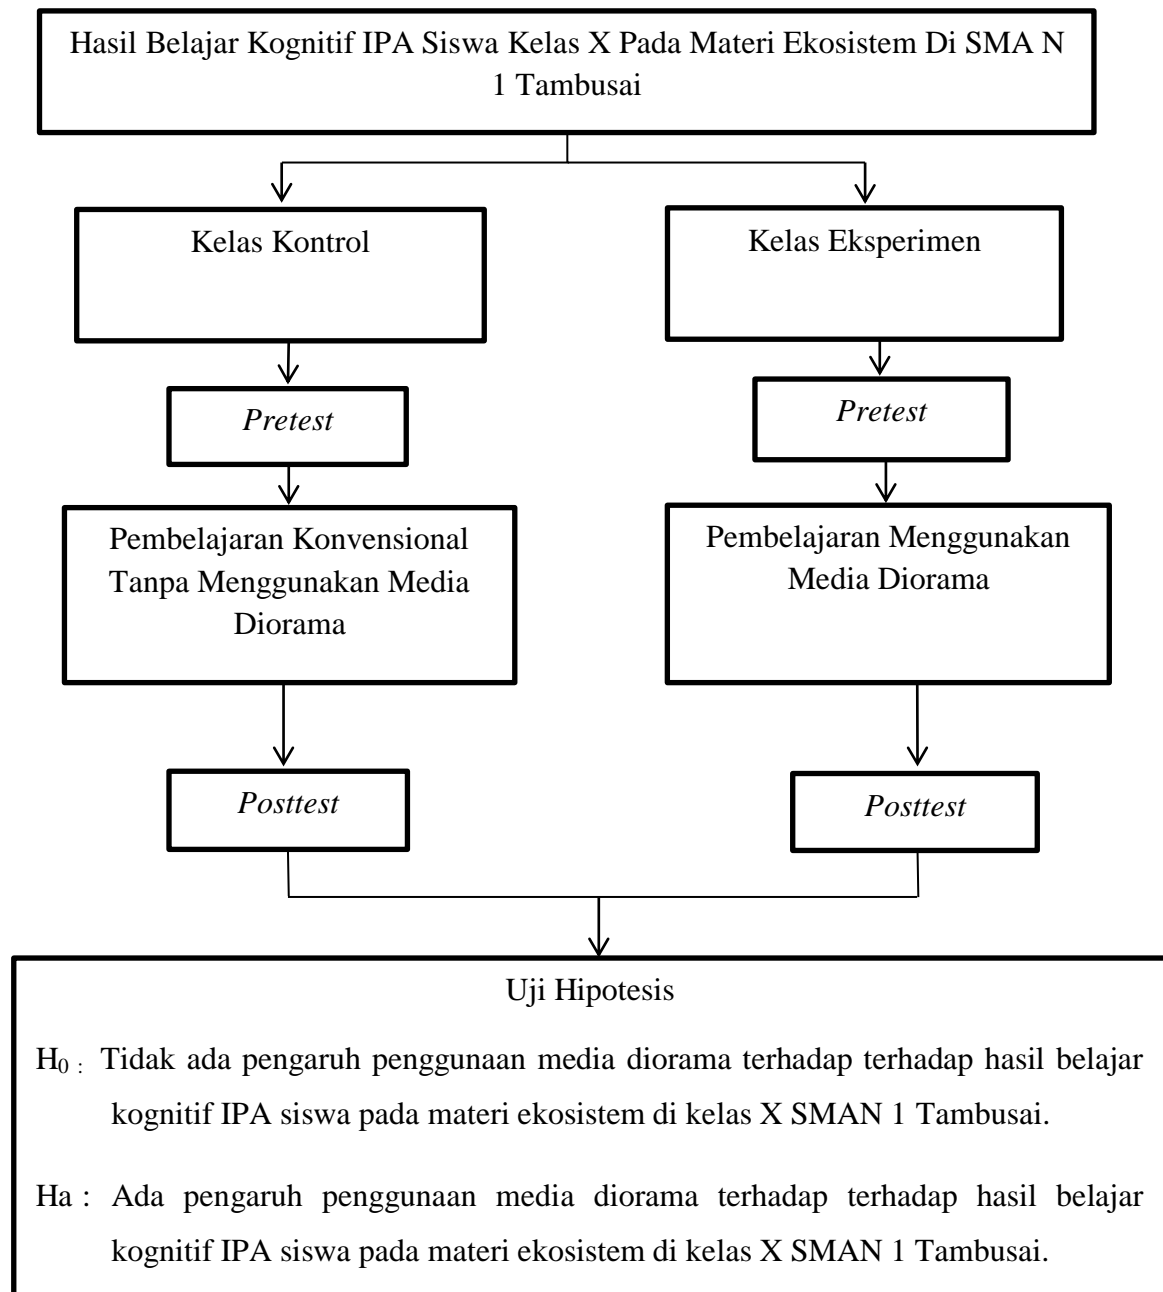 Hasil Belajar Kognitif IPA Siswa Kelas X Pada Materi Ekosistem Di SMA N
1 Tambusai
Kelas Kontrol
Kelas Eksperimen
Pretest
Pretest
Pembelajaran Konvensional
Tanpa Menggunakan Media
Diorama
Pembelajaran Menggunakan
Media Diorama
Posttest
Posttest
Uji Hipotesis
H₀ : Tidak ada pengaruh penggunaan media diorama terhadap terhadap hasil belajar
kognitif IPA siswa pada materi ekosistem di kelas X SMAN 1 Tambusai.
Ha : Ada pengaruh penggunaan media diorama terhadap terhadap hasil belajar
kognitif IPA siswa pada materi ekosistem di kelas X SMAN 1 Tambusai.